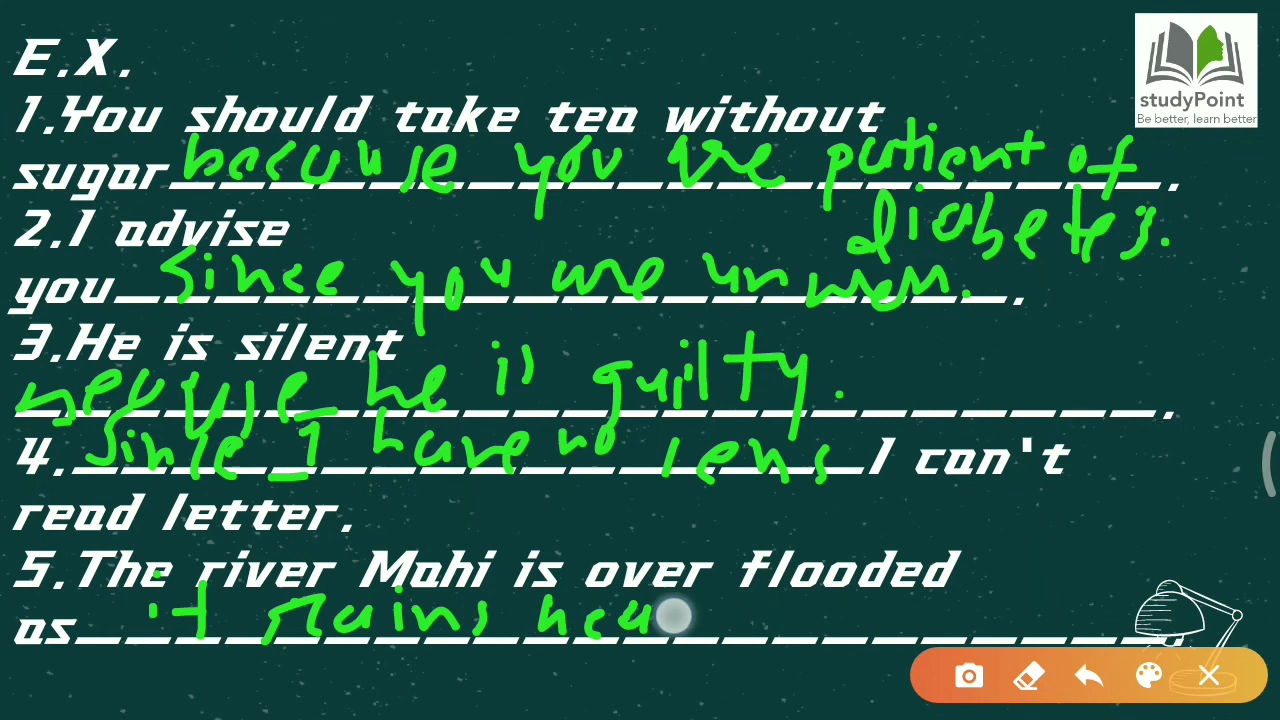 E.X.
studyPoint
Be better, learn better
1.You should take tea without
sugar because you are patient of
diabetes.
2.I advise
you since you are unwell.
3.He is silent
because he is guilty.
4. Since I have no lens I can't
read letter.
5.The river Mahi is over flooded
as it rains hea